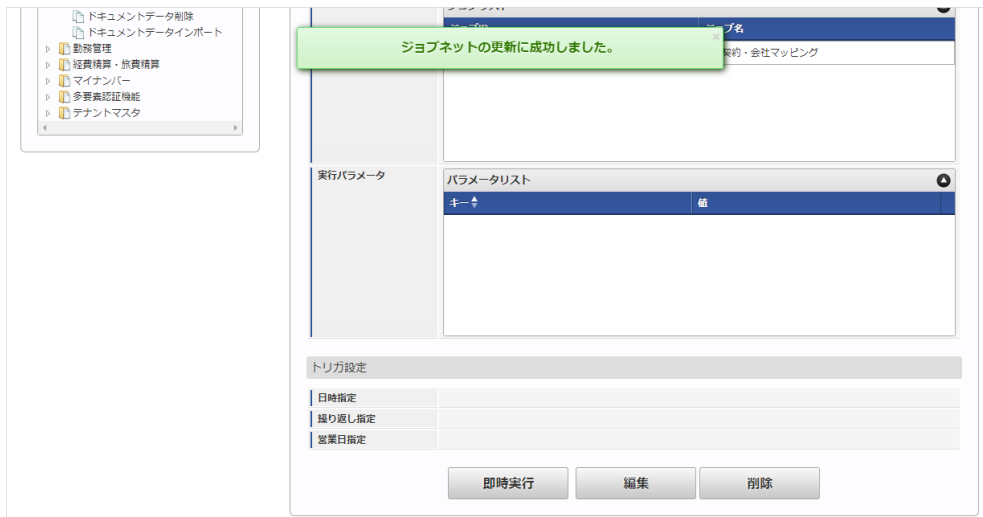 ドキュメントデータ削除
ドキュメントデータインポート
勤務管理
経費精算・旅費精算
マイナンバー
多要素認証機能
テナントマスタ
ジョブネットの更新に成功しました。
×
契約・会社マッピング
実行パラメータ
パラメータリスト
キー
値
トリガ設定
日時指定
繰り返し指定
営業日指定
即時実行
編集
削除